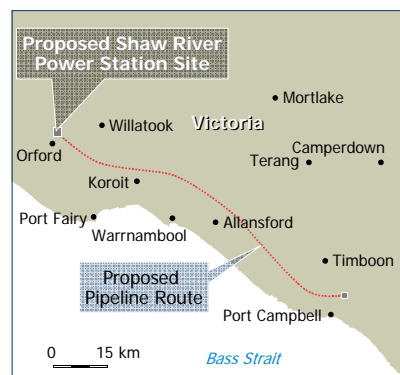 Proposed Shaw River
Power Station Site
Mortlake
Willatook
Victoria
Orford
Camperdown
Terang
Koroit
Port Fairy
Allansford
Warrnambool
Timboon
Proposed
Pipeline Route
Port Campbell
0 15 km
Bass Strait